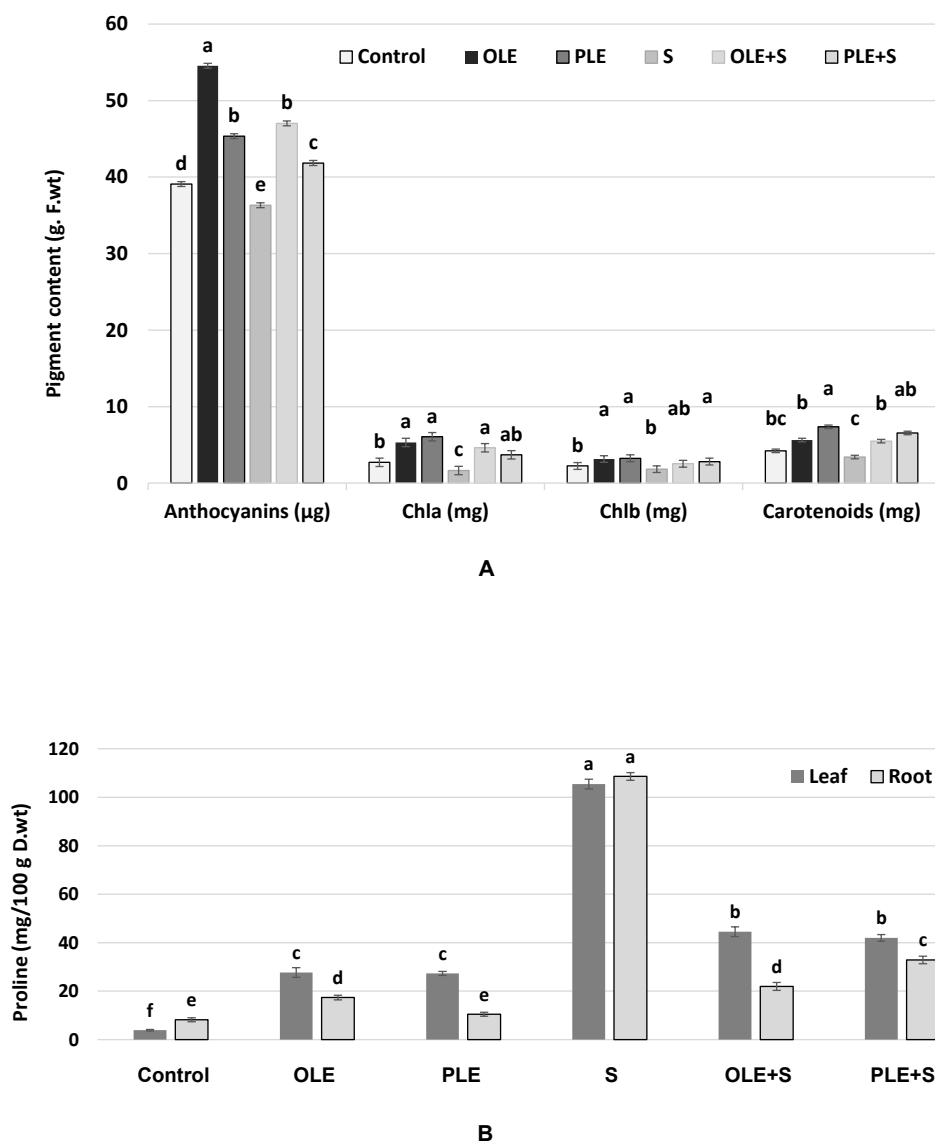 60
50
40
30
20
10
0
Pigment content (g. F.wt)
Control OLE PLE S OLE+S PLE+S
d a b e b c
b a a c a ab
b a a b ab a
bc b a c b ab
Anthocyanins (µg) Chla (mg) Chlb (mg) Carotenoids (mg)
A
120
100
80
60
40
20
0
Proline (mg/100 g D.wt)
Leaf Root
f e c d c e a a b d b c
Control OLE PLE S OLE+S PLE+S
B